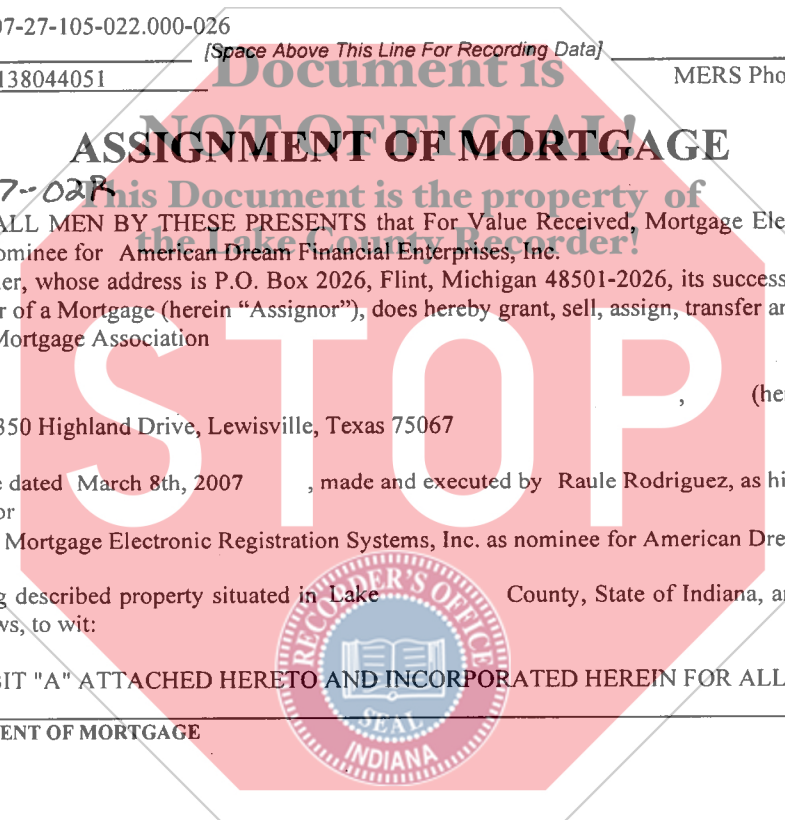 07-27-105-022.000-026
[Space Above This Line For Recording Data]
138044051 MERS Pho
Document is
NOT OFFICIAL!
ASSIGNMENT OF MORTGAGE
7-02R
This Document is the property of
the Lake County Recorder!
ALL MEN BY THESE PRESENTS that For Value Received, Mortgage Ele
ominee for American Dream Financial Enterprises, Inc.
er, whose address is P.O. Box 2026, Flint, Michigan 48501-2026, its success
r of a Mortgage (herein “Assignor”), does hereby grant, sell, assign, transfer a
Mortgage Association
STOP
, (he
350 Highland Drive, Lewisville, Texas 75067
e dated March 8th, 2007 , made and executed by Raule Rodriguez, as hi
or
Mortgage Electronic Registration Systems, Inc. as nominee for American Dre
g described property situated in Lake County, State of Indiana, a
ws, to wit:
RECORDER'S OFFICE
SEAL
INDIANA
BIT "A" ATTACHED HERETO AND INCORPORATED HEREIN FOR ALL
ENT OF MORTGAGE